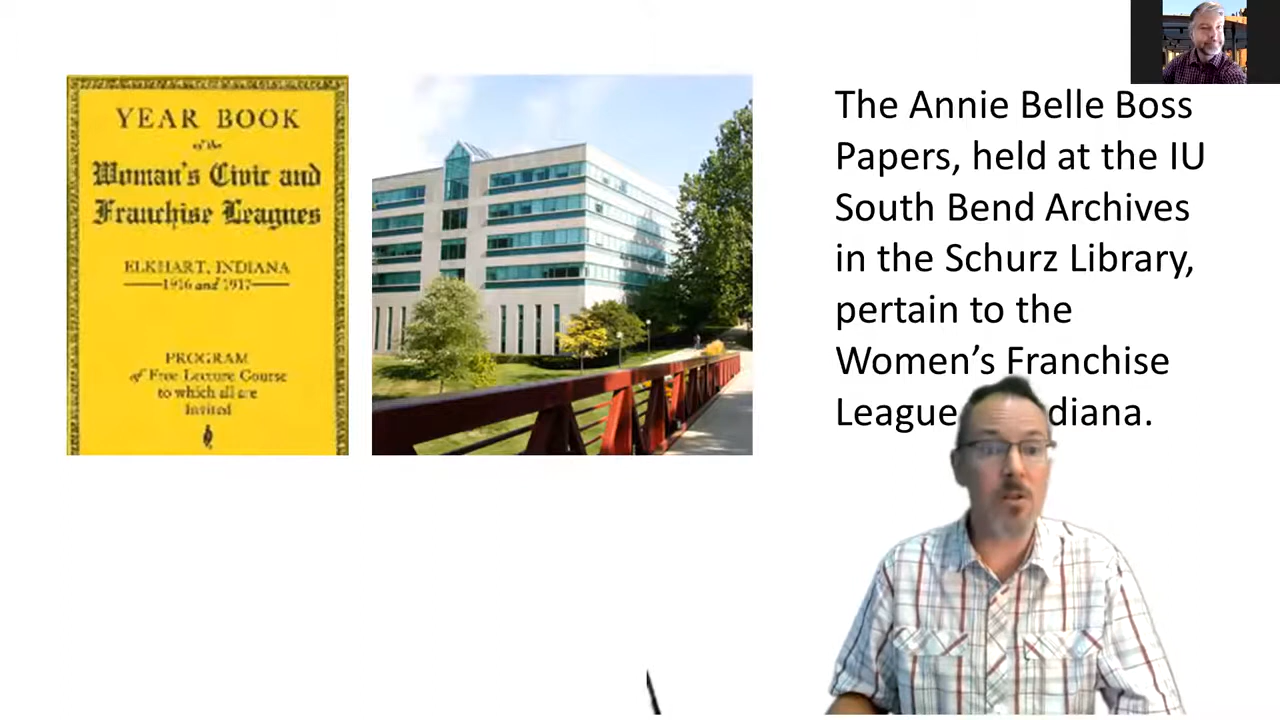 YEAR BOOK
of the
Woman's Civic and
Franchise Leagues
ELKHART, INDIANA
1916 and 1917
PROGRAM
of Free Lecture Course
to which all are
Invited
The Annie Belle Boss
Papers, held at the IU
South Bend Archives
in the Schurz Library,
pertain to the
Women's Franchise
League diana.